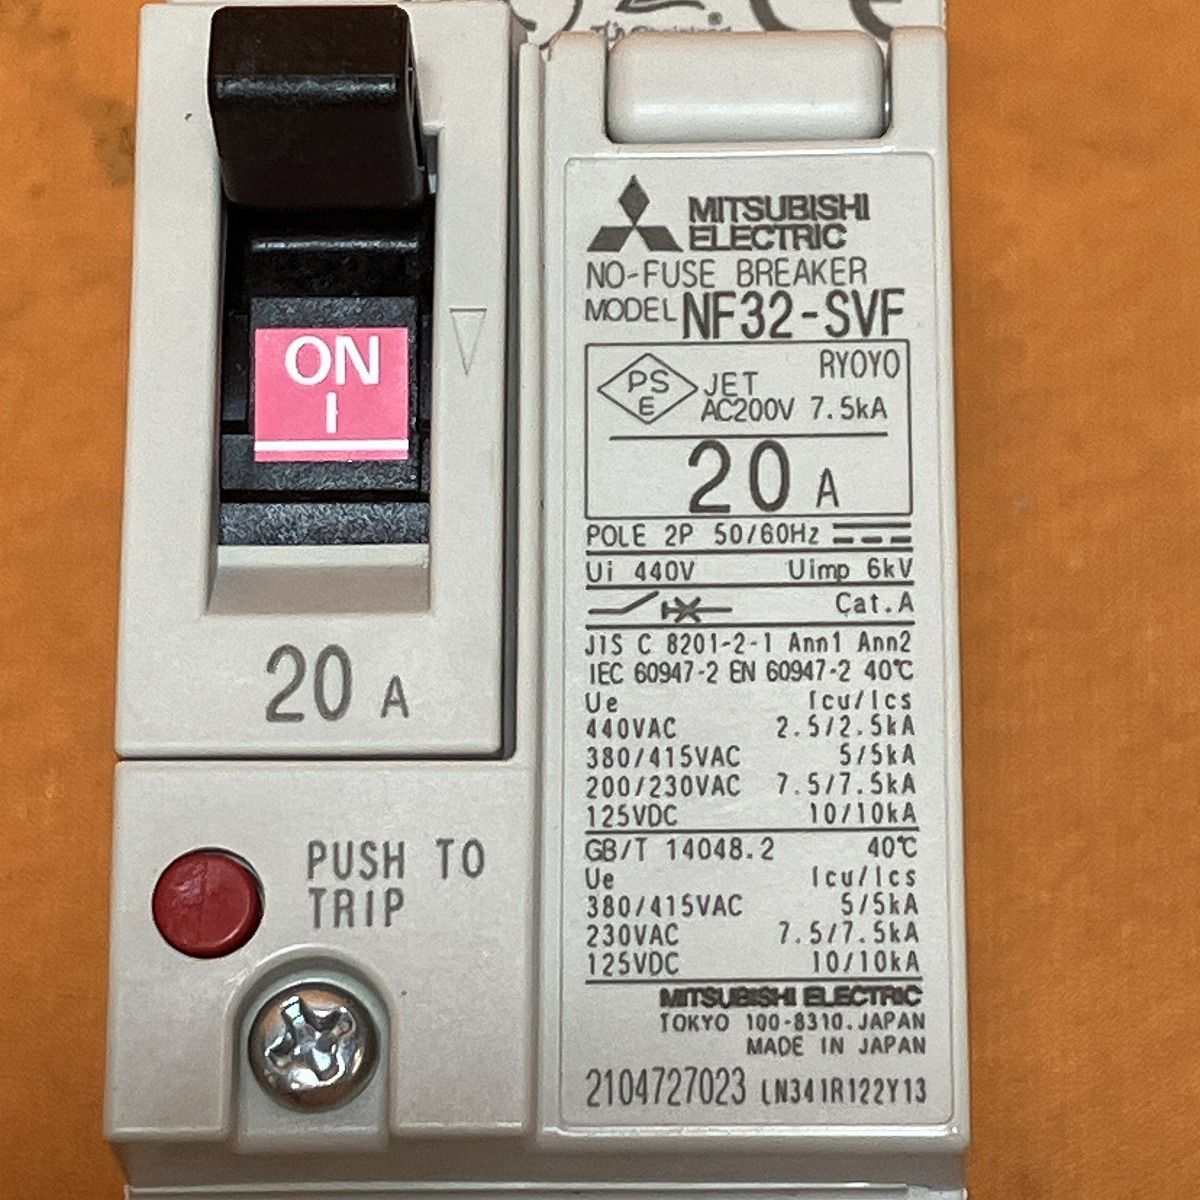 ON
I
20 A
PUSH TO
TRIP
MITSUBISHI
ELECTRIC
NO-FUSE BREAKER
MODEL NF32-SVF
RYOYO
PS
E
JET
AC200V 7.5kA
20 A
POLE 2P 50/60Hz
Ui 440V Uimp 6kV
Cat.A
JIS C 8201-2-1 Ann1 Ann2
IEC 60947-2 EN 60947-2 40℃
Ue Icu/Ics
440VAC 2.5/2.5kA
380/415VAC 5/5kA
200/230VAC 7.5/7.5kA
125VDC 10/10kA
GB/T 14048.2 40℃
Ue Icu/Ics
380/415VAC 5/5kA
230VAC 7.5/7.5kA
125VDC 10/10kA
MITSUBISHI ELECTRIC
TOKYO 100-8310.JAPAN
MADE IN JAPAN
2104727023 LN341R122Y13